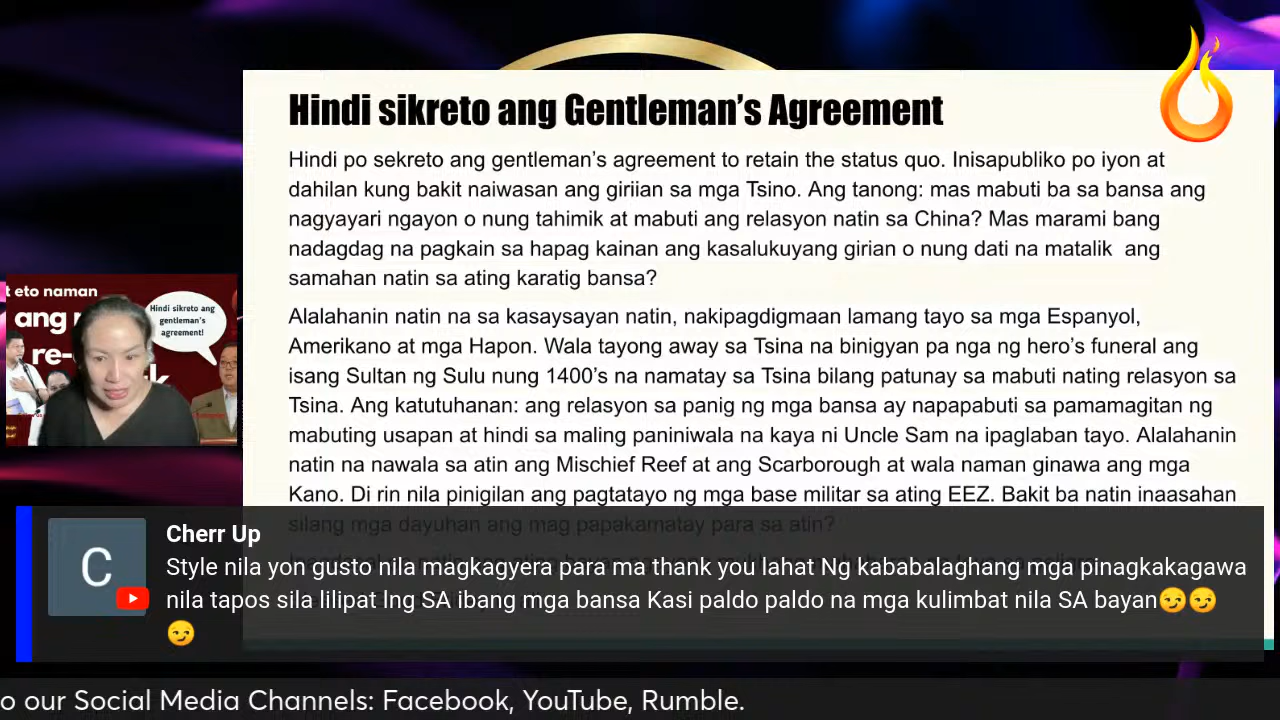 Hindi sikreto ang Gentleman's Agreement
Hindi po sekreto ang gentleman's agreement to retain the status quo. Inisapubliko po iyon at
dahilan kung bakit naiwasan ang giriian sa mga Tsino. Ang tanong: mas mabuti ba sa bansa ang
nagyayari ngayon o nung tahimik at mabuti ang relasyon natin sa China? Mas marami bang
nadagdag na pagkain sa hapag kainan ang kasalukuyang girian o nung dati na matalik ang
samahan natin sa ating karatig bansa?
Alalahanin natin na sa kasaysayan natin, nakipagdigmaan lamang tayo sa mga Espanyol,
Amerikano at mga Hapon. Wala tayong away sa Tsina na binigyan pa nga ng hero's funeral ang
isang Sultan ng Sulu nung 1400's na namatay sa Tsina bilang patunay sa mabuti nating relasyon sa
Tsina. Ang katutuhanan: ang relasyon sa panig ng mga bansa ay napapabuti sa pamamagitan ng
mabuting usapan at hindi sa maling paniniwala na kaya ni Uncle Sam na ipaglaban tayo. Alalahanin
natin na nawala sa atin ang Mischief Reef at ang Scarborough at wala naman ginawa ang mga
Kano. Di rin nila pinigilan ang pagtatayo ng mga base militar sa ating EEZ. Bakit ba natin inaasahan
silang mga dayuhan ang mag papakamatay para sa atin?
t eto naman
ang
re-
k
Hindi sikreto ang
gentleman's
agreement!
C
Cherr Up
Style nila yon gusto nila magkagyera para ma thank you lahat Ng kababalaghang mga pinagkakagawa
nila tapos sila lilipat lng SA ibang mga bansa Kasi paldo paldo na mga kulimbat nila SA bayan😏😏
😏
o our Social Media Channels: Facebook, YouTube, Rumble.